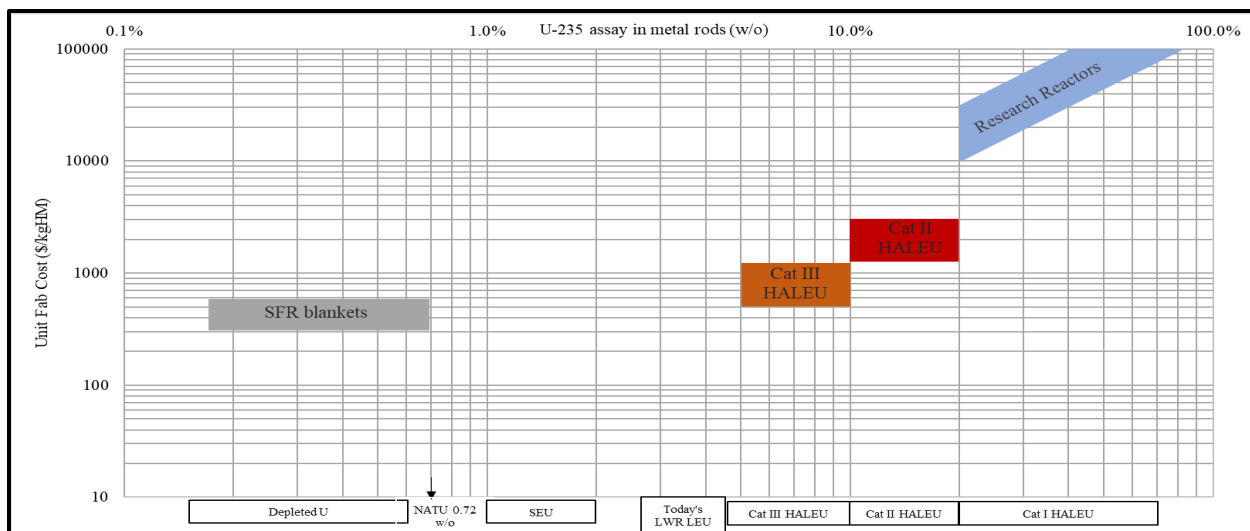 0.1%
1.0%
U-235 assay in metal rods (w/o)
10.0%
100.0%
100000
10000
1000
100
10
Unit Fab Cost ($/kgHM)
Research Reactors
Cat II
HALEU
Cat III
HALEU
SFR blankets
Depleted U
NATU 0.72
w/o
SEU
Today's
LWR LEU
Cat III HALEU
Cat II HALEU
Cat I HALEU